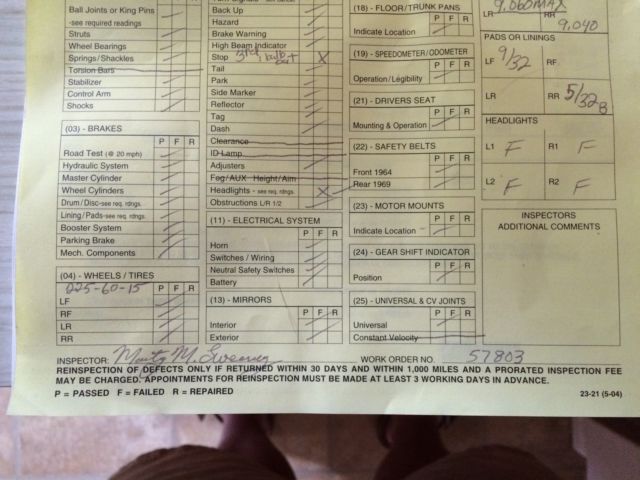 Ball Joints or King Pins
-see required readings
Struts
Wheel Bearings
Springs/Shackles
Torsion Bars
Stabilizer
Control Arm
Shocks
(03) - BRAKES
P F R
Road Test (@ 20 mph)
Hydraulic System
Master Cylinder
Wheel Cylinders
Drum/Disc-see req. rdngs.
Lining/Pads-see req. rdngs.
Booster System
Parking Brake
Mech. Components
(04) - WHEELS / TIRES
225-60-15 P F R
LF
RF
LR
RR
Back Up
Hazard
Brake Warning
High Beam Indicator
Stop 3rd 1 bulb out X
Tail
Park
Side Marker
Reflector
Tag
Dash
Clearance
ID Lamp
Adjusters
Fog/AUX Height/Aim
Headlights - see req. rdngs. X
Obstructions L/R 1/2
(11) - ELECTRICAL SYSTEM
P F R
Horn
Switches / Wiring
Neutral Safety Switches
Battery
(13) - MIRRORS
P F R
Interior
Exterior
(18) - FLOOR/TRUNK PANS
P F R
Indicate Location
(19) - SPEEDOMETER/ODOMETER
P F R
Operation/Legibility
(21) - DRIVERS SEAT
P F R
Mounting & Operation
(22) - SAFETY BELTS
P F R
Front 1964
Rear 1969
(23) - MOTOR MOUNTS
P F R
Indicate Location
(24) - GEAR SHIFT INDICATOR
P F R
Position
(25) - UNIVERSAL & CV JOINTS
P F R
Universal
Constant Velocity
9,060 MAX
LR RR
9,040
PADS OR LININGS
LF 9/32 RF
LR RR 5/32
HEADLIGHTS
L1 F R1 F
L2 F R2 F
INSPECTORS
ADDITIONAL COMMENTS
INSPECTOR: M. Sweeney WORK ORDER NO. 57803
REINSPECTION OF DEFECTS ONLY IF RETURNED WITHIN 30 DAYS AND WITHIN 1,000 MILES AND A PRORATED INSPECTION FEE
MAY BE CHARGED. APPOINTMENTS FOR REINSPECTION MUST BE MADE AT LEAST 3 WORKING DAYS IN ADVANCE.
P = PASSED F = FAILED R = REPAIRED 23-21 (5-04)